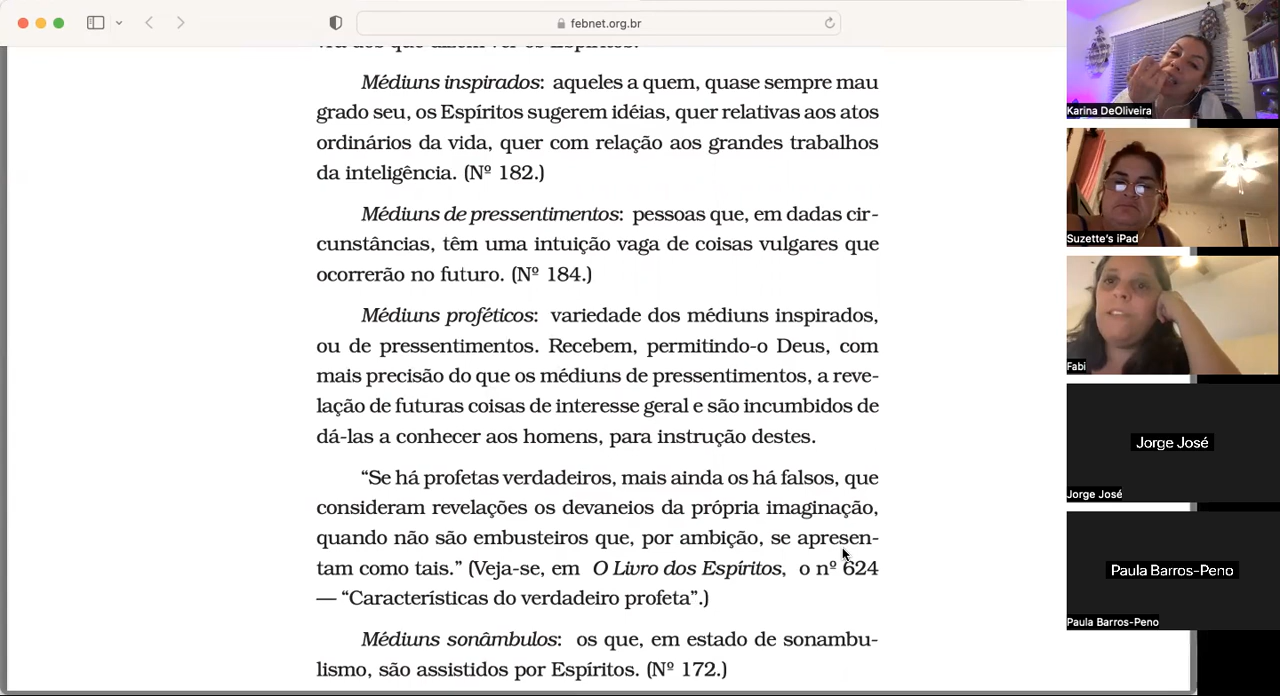 febnet.org.br
vra dos que dizem ver os Espíritos.
Médiuns inspirados: aqueles a quem, quase sempre mau
grado seu, os Espíritos sugerem idéias, quer relativas aos atos
ordinários da vida, quer com relação aos grandes trabalhos
da inteligência. (Nº 182.)
Médiuns de pressentimentos: pessoas que, em dadas cir-
cunstâncias, têm uma intuição vaga de coisas vulgares que
ocorrerão no futuro. (Nº 184.)
Médiuns proféticos: variedade dos médiuns inspirados,
ou de pressentimentos. Recebem, permitindo-o Deus, com
mais precisão do que os médiuns de pressentimentos, a reve-
lação de futuras coisas de interesse geral e são incumbidos de
dá-las a conhecer aos homens, para instrução destes.
“Se há profetas verdadeiros, mais ainda os há falsos, que
consideram revelações os devaneios da própria imaginação,
quando não são embusteiros que, por ambição, se apresen-
tam como tais.” (Veja-se, em O Livro dos Espíritos, o nº 624
— “Características do verdadeiro profeta”.)
Médiuns sonâmbulos: os que, em estado de sonambu-
lismo, são assistidos por Espíritos. (Nº 172.)
Karina DeOliveira
Suzette’s iPad
Fabi
Jorge José
Jorge José
Paula Barros-Peno
Paula Barros-Peno